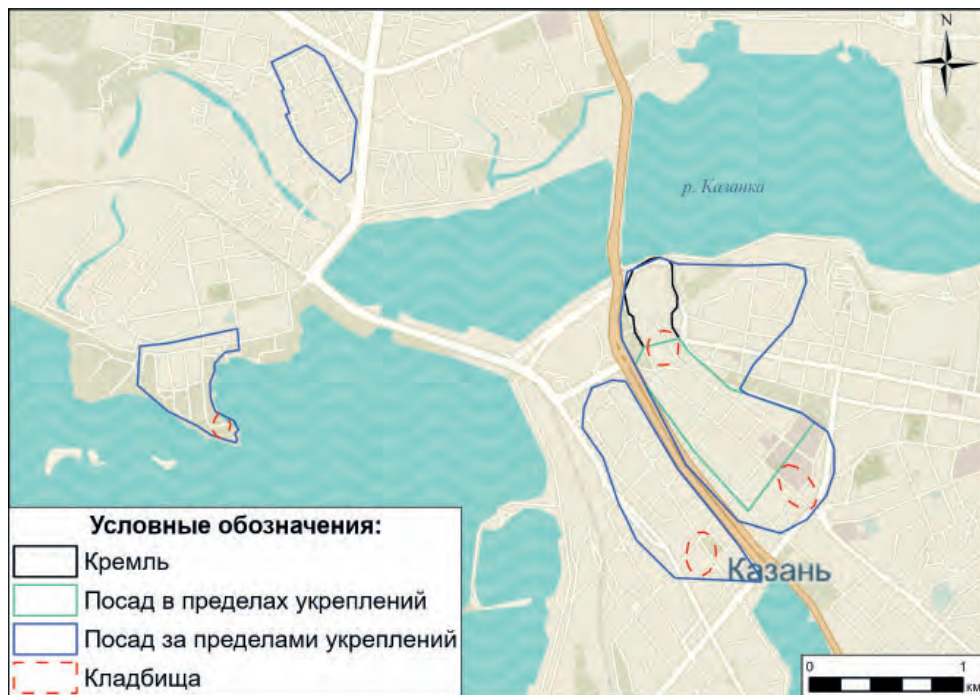 N
р. Казанка
Казань
Условные обозначения:
Кремль
Посад в пределах укреплений
Посад за пределами укреплений
Кладбища
0 1
км